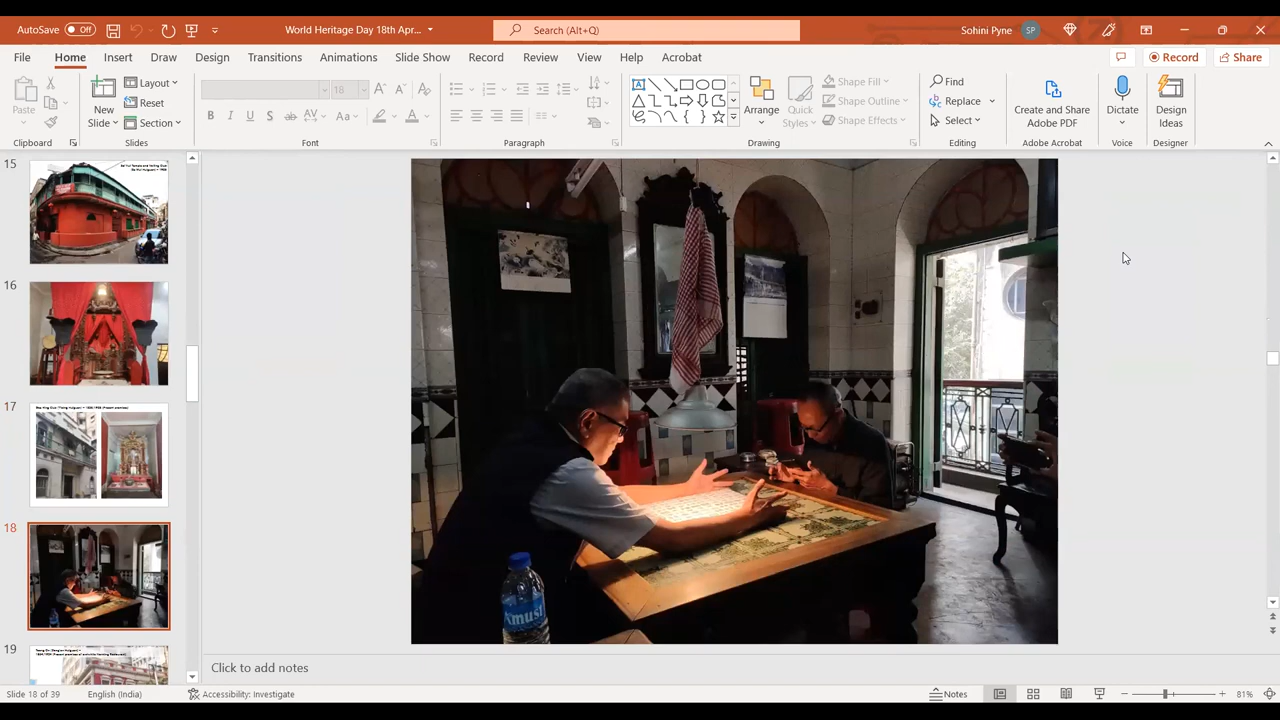 AutoSave Off
World Heritage Day 18th Apr...
Search (Alt+Q)
Sohini Pyne SP
File Home Insert Draw Design Transitions Animations Slide Show Record Review View Help Acrobat
Record Share
Paste
Clipboard
New
Slide
Layout
Reset
Section
Slides
18
Font
Paragraph
Arrange
Quick
Styles
Shape Fill
Shape Outline
Shape Effects
Drawing
Find
Replace
Select
Editing
Create and Share
Adobe PDF
Adobe Acrobat
Dictate
Voice
Design
Ideas
Designer
15
16
17
18
19
Click to add notes
Slide 18 of 39
English (India)
Accessibility: Investigate
Notes
81%